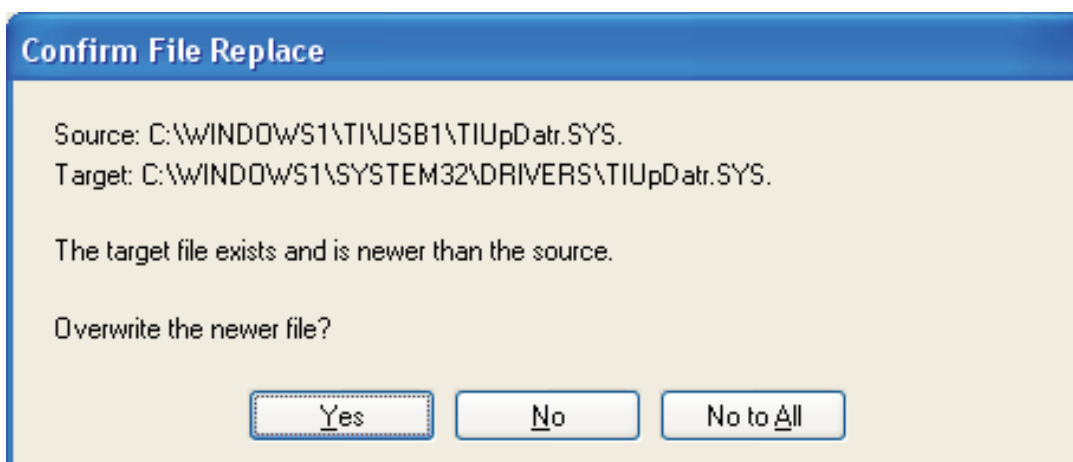 Confirm File Replace
Source: C:\WINDOWS1\TI\USB1\TIUpDatr.SYS.
Target: C:\WINDOWS1\SYSTEM32\DRIVERS\TIUpDatr.SYS.
The target file exists and is newer than the source.
Overwrite the newer file?
Yes No No to All